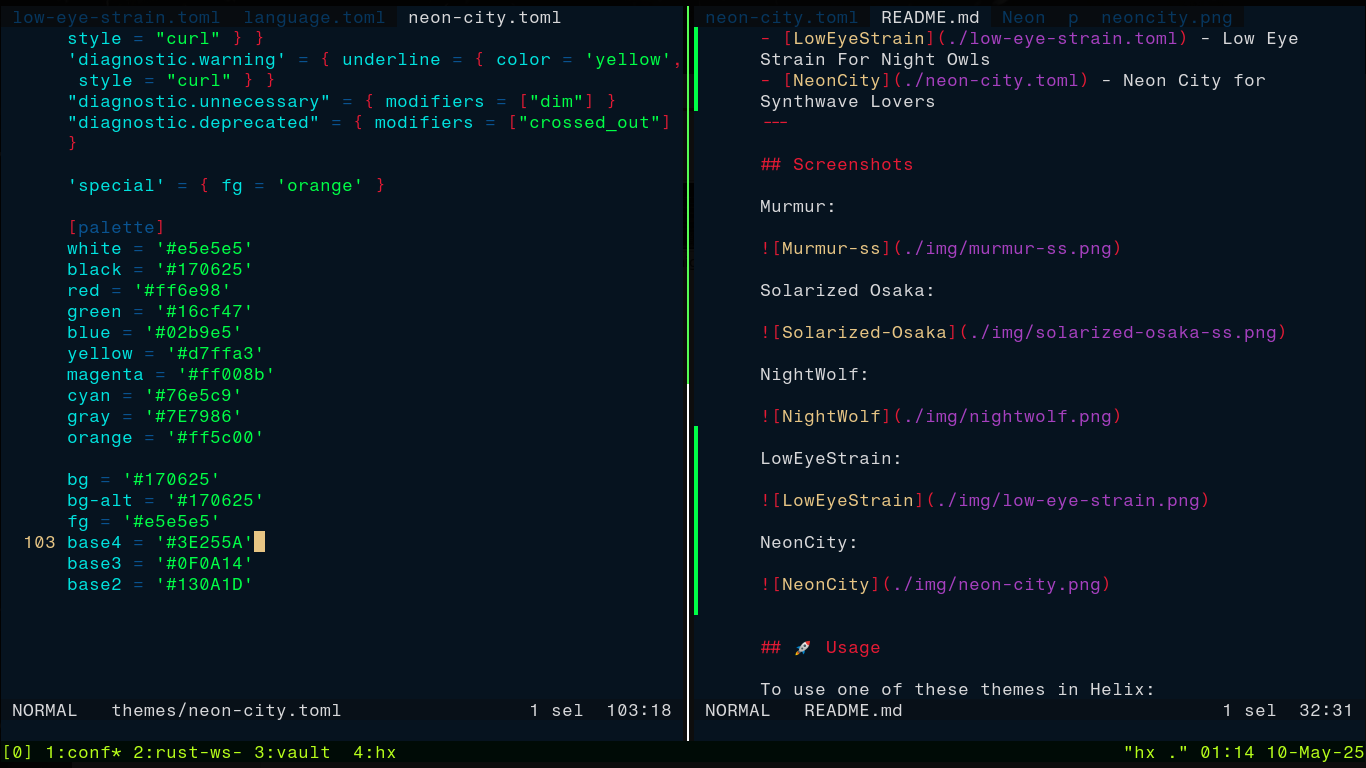 low-eye-strain.toml language.toml neon-city.toml
style = "curl" } }
'diagnostic.warning' = { underline = { color = 'yellow',
style = "curl" } }
"diagnostic.unnecessary" = { modifiers = ["dim"] }
"diagnostic.deprecated" = { modifiers = ["crossed_out"]
}
'special' = { fg = 'orange' }
[palette]
white = '#e5e5e5'
black = '#170625'
red = '#ff6e98'
green = '#16cf47'
blue = '#02b9e5'
yellow = '#d7ffa3'
magenta = '#ff008b'
cyan = '#76e5c9'
gray = '#7E7986'
orange = '#ff5c00'
bg = '#170625'
bg-alt = '#170625'
fg = '#e5e5e5'
103 base4 = '#3E255A'
base3 = '#0F0A14'
base2 = '#130A1D'
NORMAL themes/neon-city.toml 1 sel 103:18
neon-city.toml README.md Neon p neoncity.png
- [LowEyeStrain](./low-eye-strain.toml) - Low Eye
Strain For Night Owls
- [NeonCity](./neon-city.toml) - Neon City for
Synthwave Lovers
---
## Screenshots
Murmur:
![Murmur-ss](./img/murmur-ss.png)
Solarized Osaka:
![Solarized-Osaka](./img/solarized-osaka-ss.png)
NightWolf:
![NightWolf](./img/nightwolf.png)
LowEyeStrain:
![LowEyeStrain](./img/low-eye-strain.png)
NeonCity:
![NeonCity](./img/neon-city.png)
## 🚀 Usage
To use one of these themes in Helix:
NORMAL README.md 1 sel 32:31
[0] 1:conf* 2:rust-ws- 3:vault 4:hx "hx ." 01:14 10-May-25